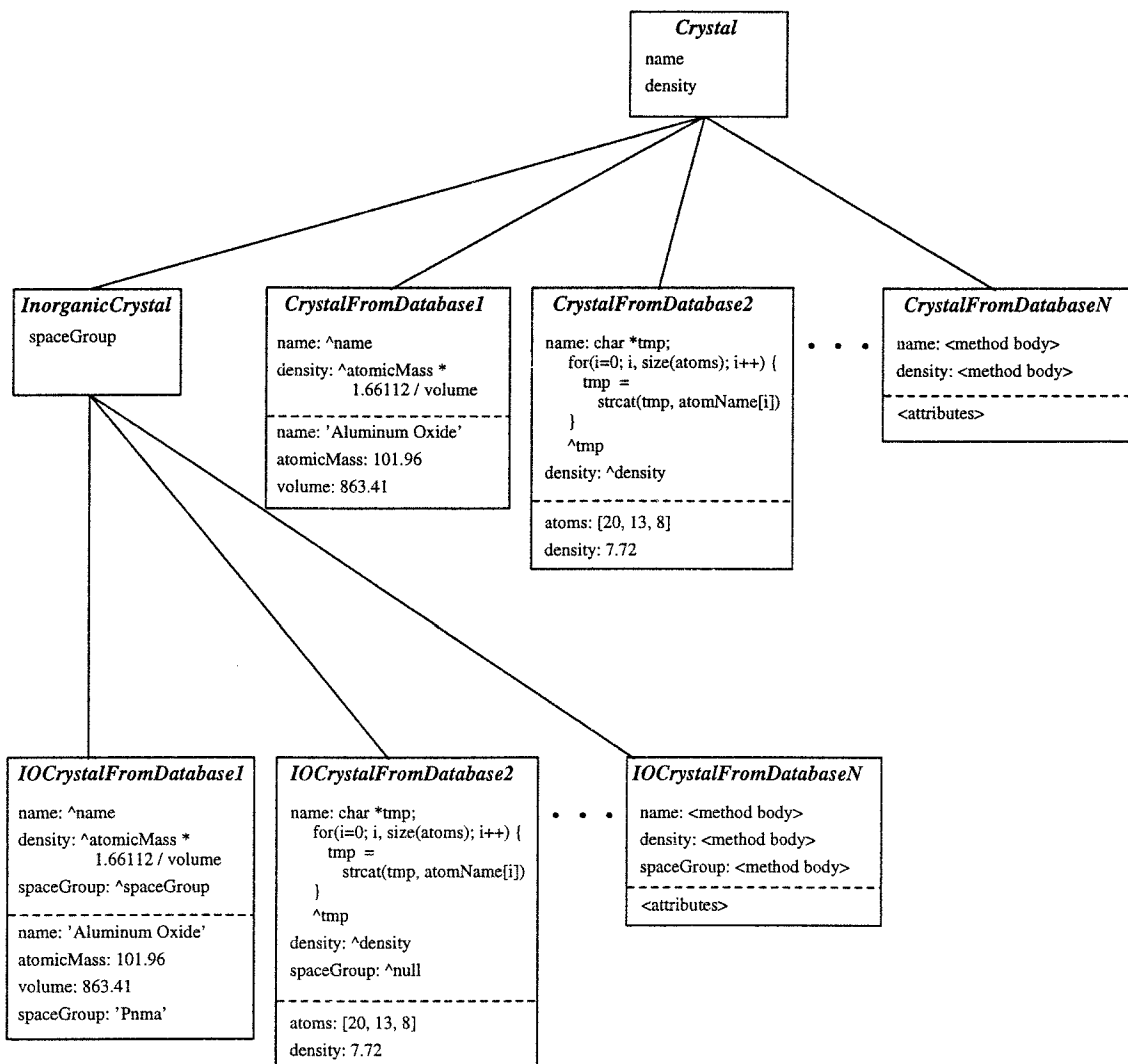 Crystal
name
density
InorganicCrystal
spaceGroup
CrystalFromDatabase1
name: ^name
density: ^atomicMass *
1.66112 / volume
name: 'Aluminum Oxide'
atomicMass: 101.96
volume: 863.41
CrystalFromDatabase2
name: char *tmp;
for(i=0; i, size(atoms); i++) {
tmp =
strcat(tmp, atomName[i])
}
^tmp
density: ^density
atoms: [20, 13, 8]
density: 7.72
• • •
CrystalFromDatabaseN
name: <method body>
density: <method body>
<attributes>
IOCrystalFromDatabase1
name: ^name
density: ^atomicMass *
1.66112 / volume
spaceGroup: ^spaceGroup
name: 'Aluminum Oxide'
atomicMass: 101.96
volume: 863.41
spaceGroup: 'Pnma'
IOCrystalFromDatabase2
name: char *tmp;
for(i=0; i, size(atoms); i++) {
tmp =
strcat(tmp, atomName[i])
}
^tmp
density: ^density
spaceGroup: ^null
atoms: [20, 13, 8]
density: 7.72
• • •
IOCrystalFromDatabaseN
name: <method body>
density: <method body>
spaceGroup: <method body>
<attributes>